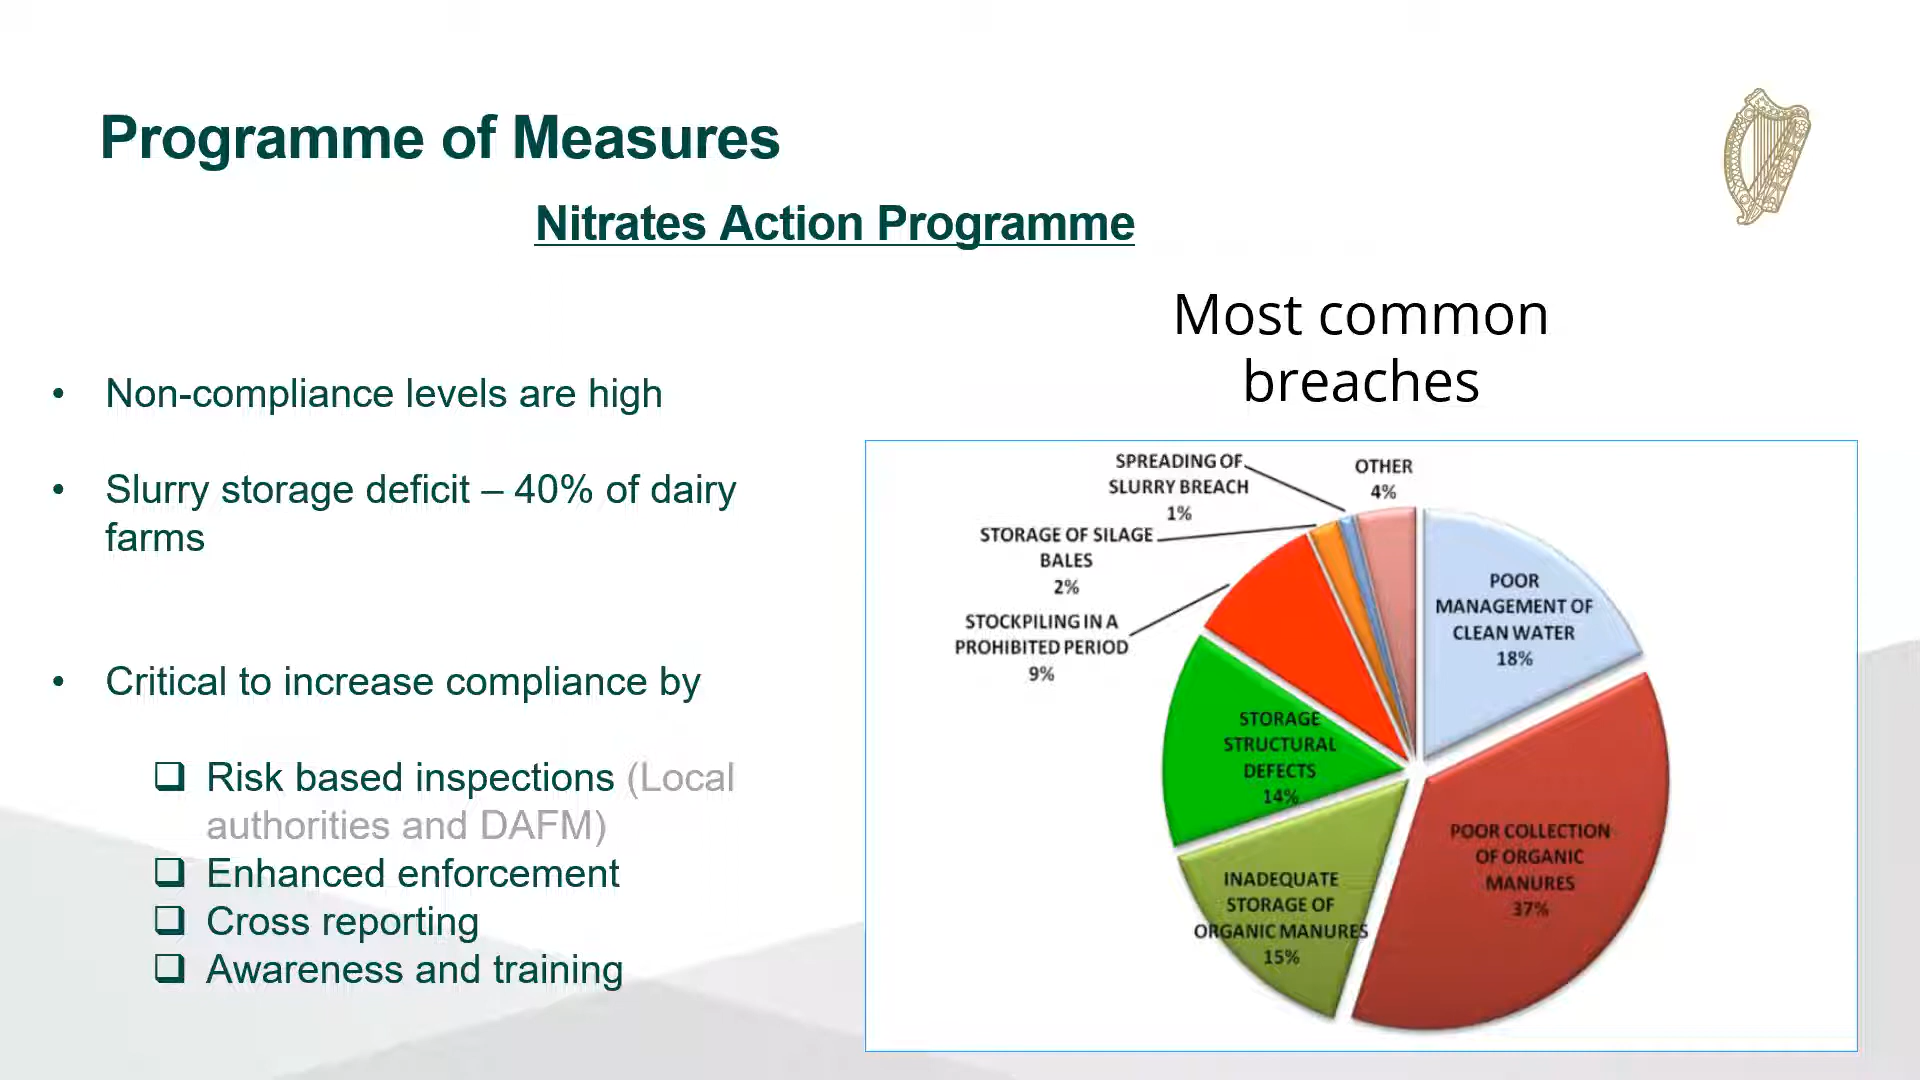 Programme of Measures
Nitrates Action Programme
• Non-compliance levels are high
• Slurry storage deficit – 40% of dairy
farms
• Critical to increase compliance by
❑ Risk based inspections (Local
authorities and DAFM)
❑ Enhanced enforcement
❑ Cross reporting
❑ Awareness and training
Most common
breaches
SPREADING OF
SLURRY BREACH
1%
OTHER
4%
STORAGE OF SILAGE
BALES
2%
STOCKPILING IN A
PROHIBITED PERIOD
9%
POOR
MANAGEMENT OF
CLEAN WATER
18%
STORAGE
STRUCTURAL
DEFECTS
14%
POOR COLLECTION
OF ORGANIC
MANURES
37%
INADEQUATE
STORAGE OF
ORGANIC MANURES
15%